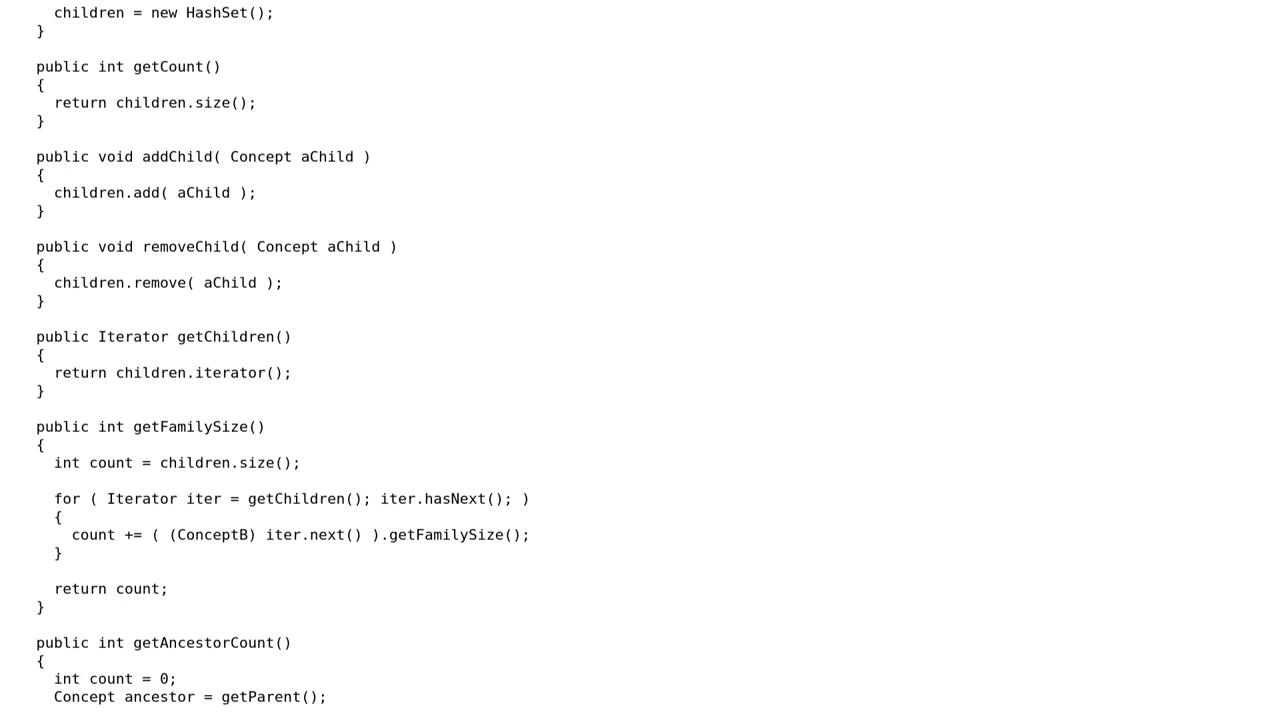 children = new HashSet();
}
public int getCount()
{
return children.size();
}
public void addChild( Concept aChild )
{
children.add( aChild );
}
public void removeChild( Concept aChild )
{
children.remove( aChild );
}
public Iterator getChildren()
{
return children.iterator();
}
public int getFamilySize()
{
int count = children.size();
for ( Iterator iter = getChildren(); iter.hasNext(); )
{
count += ( (ConceptB) iter.next() ).getFamilySize();
}
return count;
}
public int getAncestorCount()
{
int count = 0;
Concept ancestor = getParent();